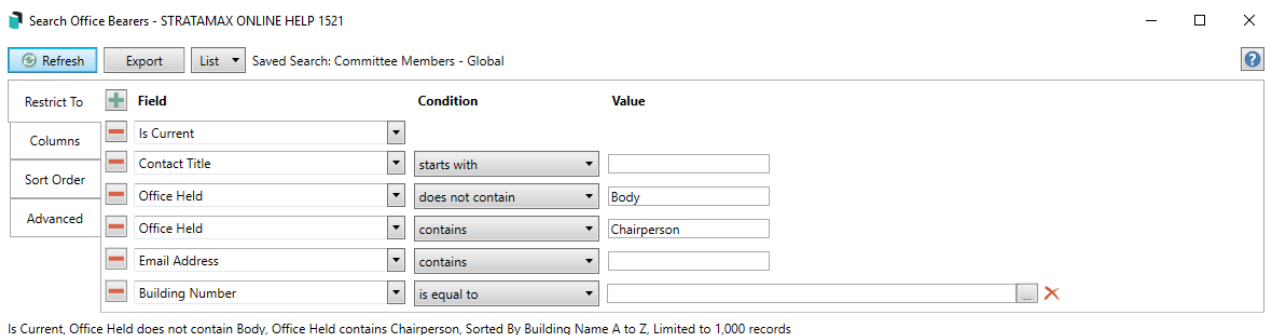 Search Office Bearers - STRATAMAX ONLINE HELP 1521
Refresh Export List Saved Search: Committee Members - Global
Restrict To Field Condition Value
Is Current
Columns
Contact Title starts with
Sort Order
Office Held does not contain Body
Advanced
Office Held contains Chairperson
Email Address contains
Building Number is equal to ...
Is Current, Office Held does not contain Body, Office Held contains Chairperson, Sorted By Building Name A to Z, Limited to 1,000 records